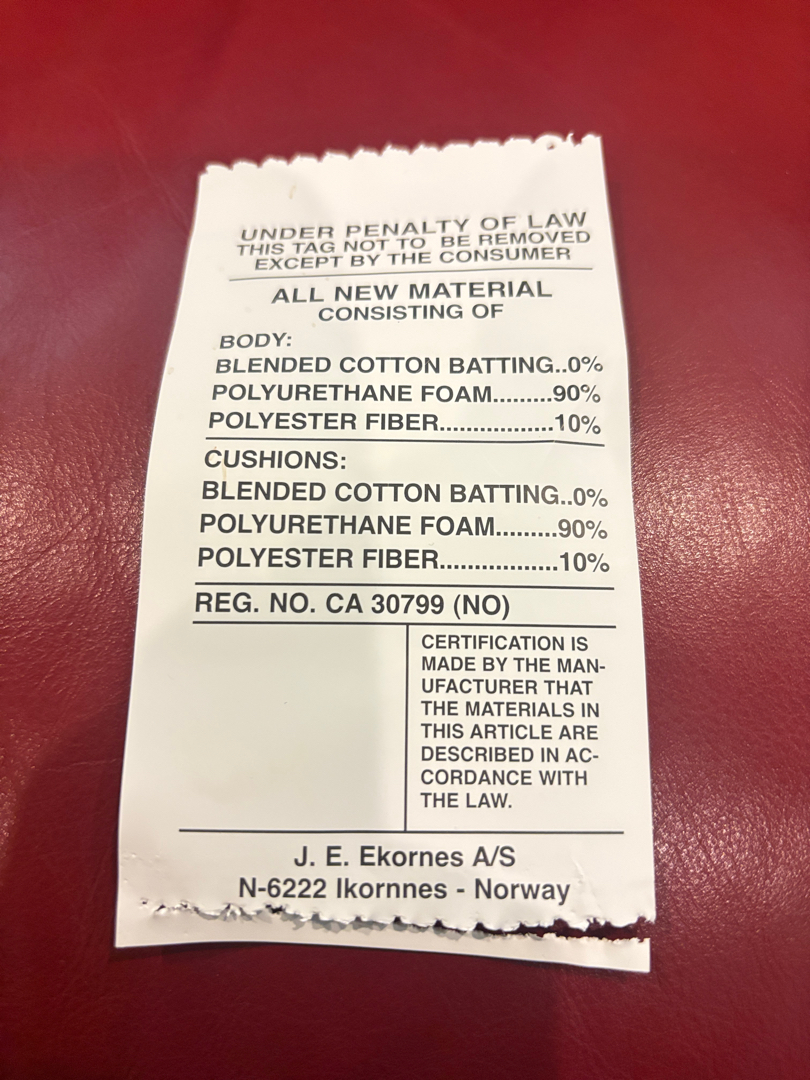 UNDER PENALTY OF LAW
THIS TAG NOT TO BE REMOVED
EXCEPT BY THE CONSUMER
ALL NEW MATERIAL
CONSISTING OF
BODY:
BLENDED COTTON BATTING..0%
POLYURETHANE FOAM.........90%
POLYESTER FIBER.................10%
CUSHIONS:
BLENDED COTTON BATTING..0%
POLYURETHANE FOAM.........90%
POLYESTER FIBER.................10%
REG. NO. CA 30799 (NO)
CERTIFICATION IS
MADE BY THE MAN-
UFACTURER THAT
THE MATERIALS IN
THIS ARTICLE ARE
DESCRIBED IN AC-
CORDANCE WITH
THE LAW.
J. E. Ekornes A/S
N-6222 Ikornnes - Norway